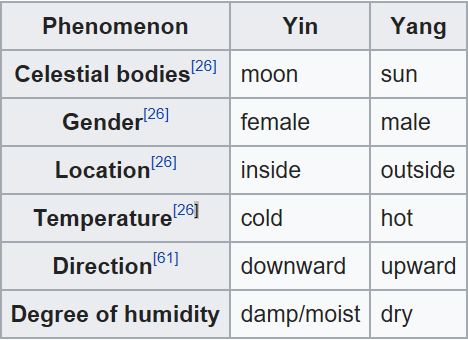 Phenomenon Yin Yang
Celestial bodies[26] moon sun
Gender[26] female male
Location[26] inside outside
Temperature[26] cold hot
Direction[61] downward upward
Degree of humidity damp/moist dry